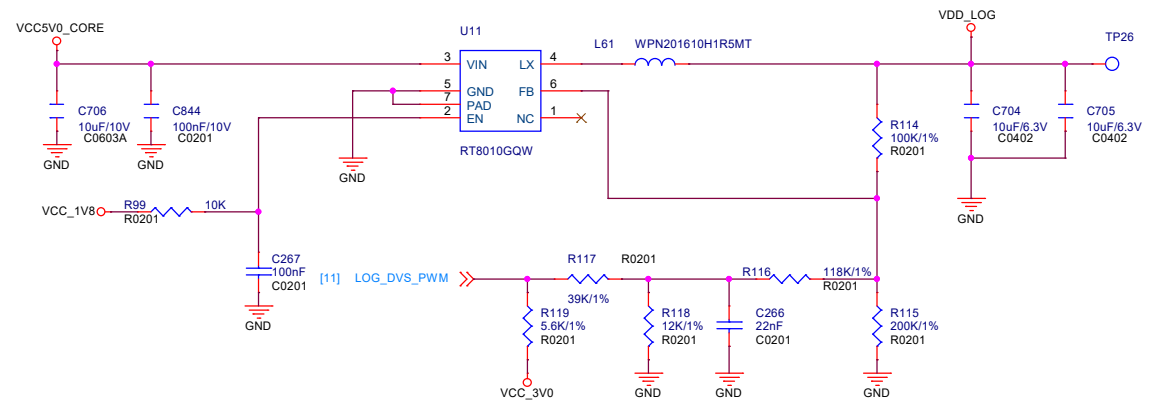 VCC5V0_CORE
VDD_LOG
U11
L61 WPN201610H1R5MT
TP26
3 VIN LX 4
5 GND FB 6
7 PAD
2 EN NC 1
RT8010GQW
C706
10uF/10V
C0603A
C844
100nF/10V
C0201
GND
GND
GND
R114
100K/1%
R0201
C704
10uF/6.3V
C0402
C705
10uF/6.3V
C0402
GND
VCC_1V8
R99
R0201
10K
C267
100nF
C0201
GND
[11] LOG_DVS_PWM
R117 R0201
39K/1%
R116 118K/1%
R0201
R119
5.6K/1%
R0201
R118
12K/1%
R0201
C266
22nF
C0201
R115
200K/1%
R0201
VCC_3V0
GND
GND
GND